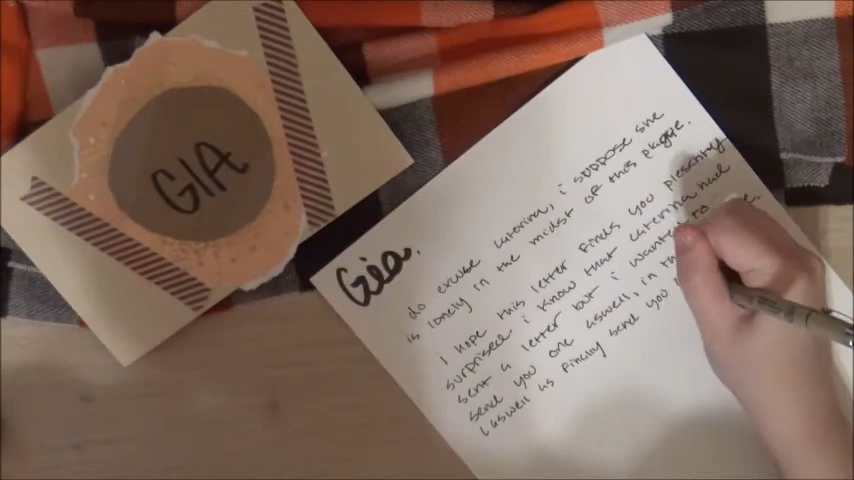 GIA
Gia,
do excuse caterina, i suppose she
is lonely in the midst of this plague.
i hope this letter finds you pleasantly
surprised. i know that caterina had
sent a letter but i wanted to
send you one aswell, in
(aswell as finally send you